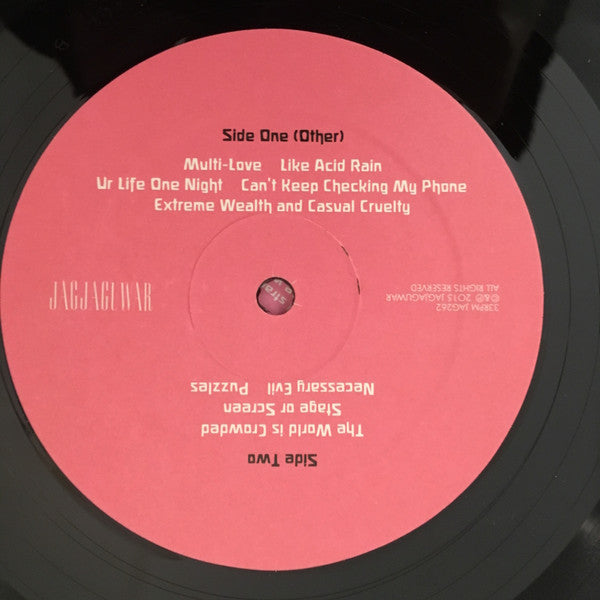 Side One (Other)
Multi-Love Like Acid Rain
Ur Life One Night Can't Keep Checking My Phone
Extreme Wealth and Casual Cruelty
JAGJAGUWAR
33RPM JAG262
©&℗ 2015 JAGJAGUWAR
ALL RIGHTS RESERVED
Side Two
The World is Crowded
Stage or Screen
Necessary Evil Puzzles